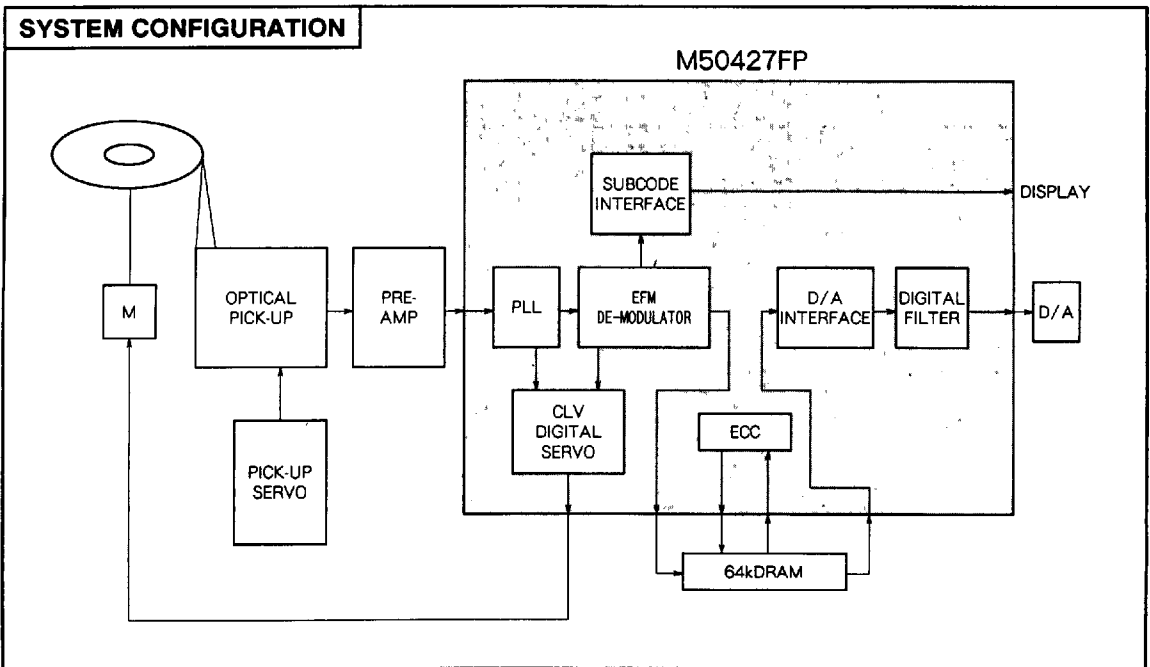 SYSTEM CONFIGURATION
M50427FP
SUBCODE
INTERFACE
DISPLAY
OPTICAL
PICK-UP
PRE-
AMP
PLL
EFM
DE-MODULATOR
D/A
INTERFACE
DIGITAL
FILTER
D/A
M
CLV
DIGITAL
SERVO
ECC
PICK-UP
SERVO
64kDRAM